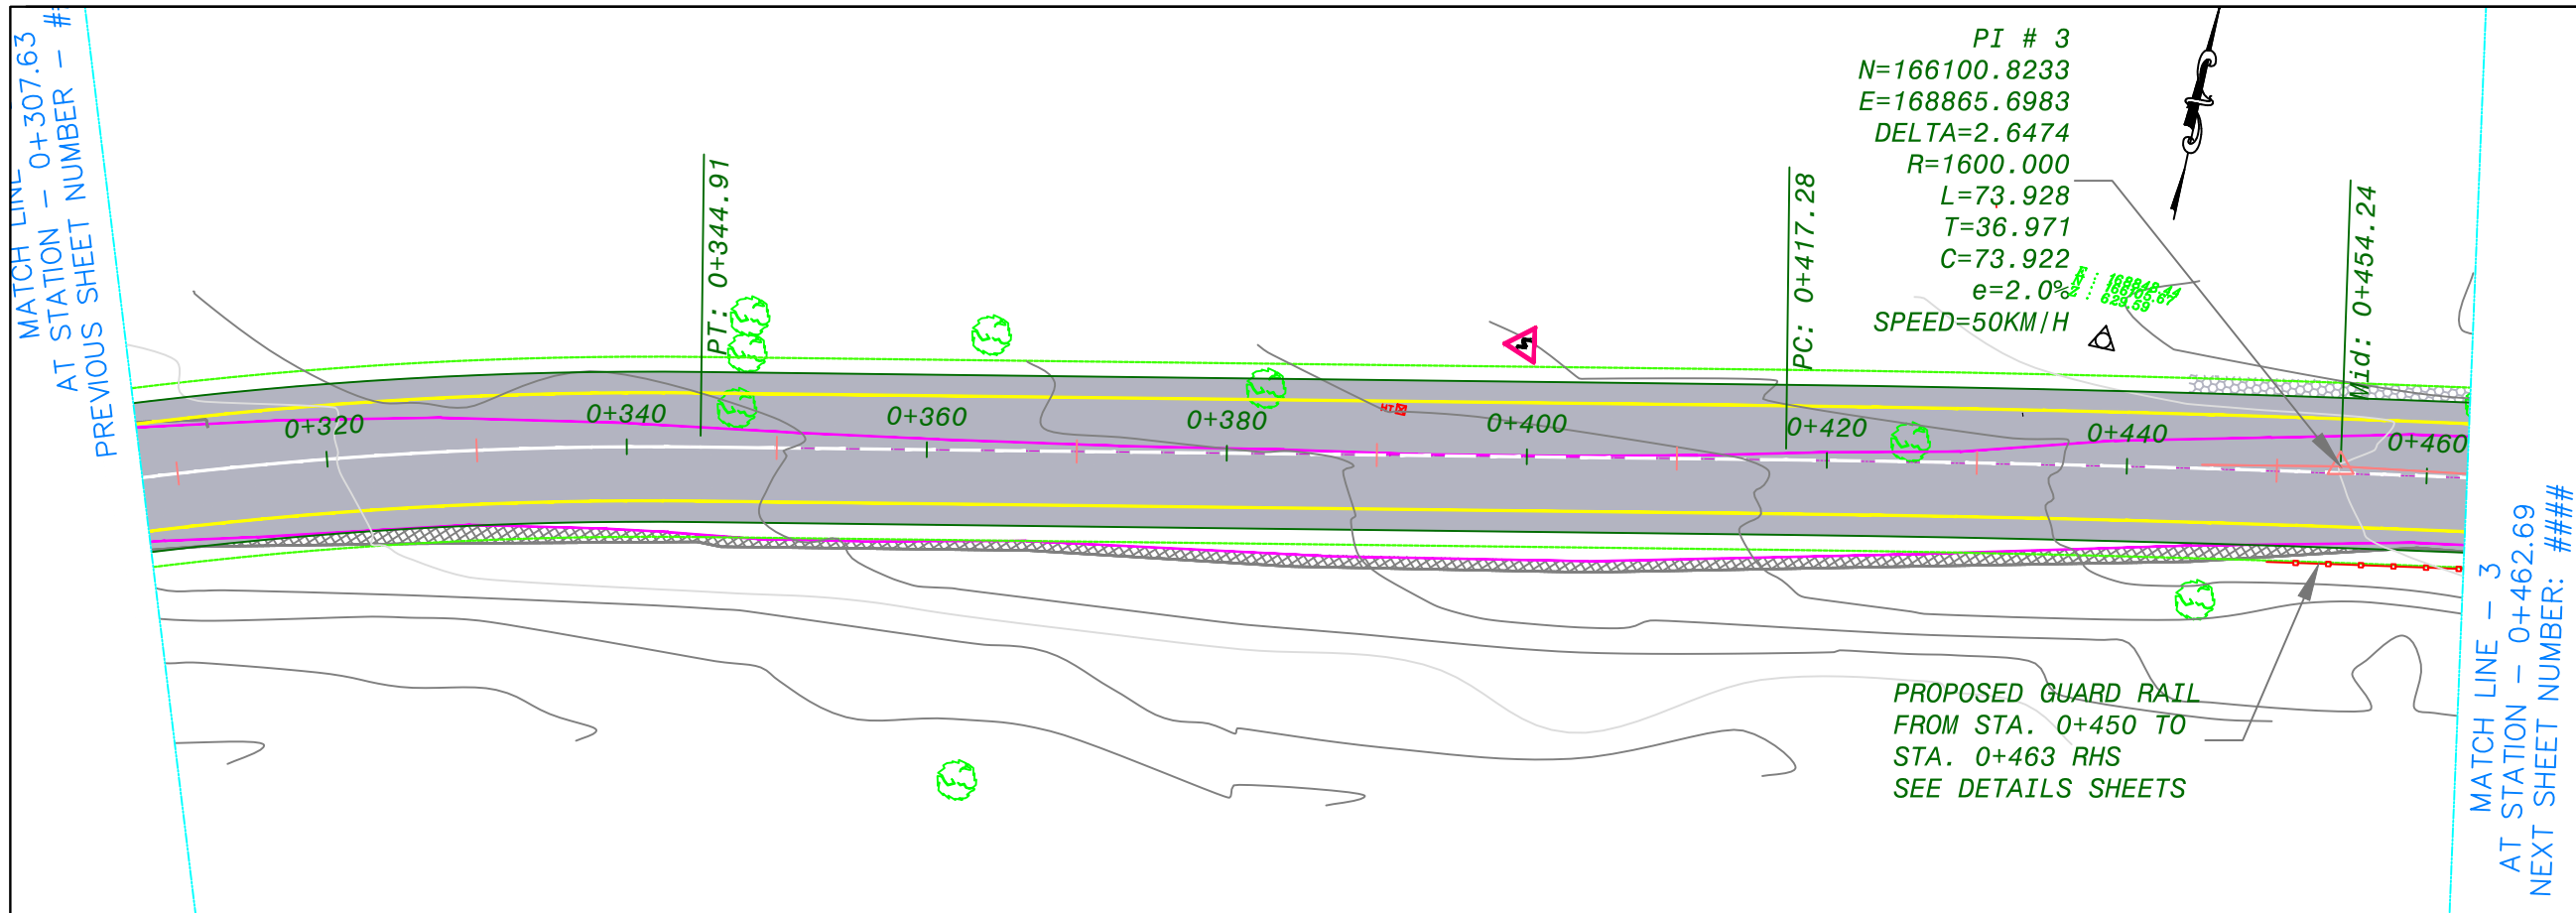 MATCH LINE
AT STATION - 0+307.63
PREVIOUS SHEET NUMBER - #
PT: 0+344.91
PI # 3
N=166100.8233
E=168865.6983
DELTA=2.6474
R=1600.000
L=73.928
T=36.971
C=73.922
e=2.0%
SPEED=50KM/H
PC: 0+417.28
Mid: 0+454.24
0+320
0+340
0+360
0+380
0+400
0+420
0+440
0+460
HT
PROPOSED GUARD RAIL
FROM STA. 0+450 TO
STA. 0+463 RHS
SEE DETAILS SHEETS
MATCH LINE - 3
AT STATION - 0+462.69
NEXT SHEET NUMBER: ####